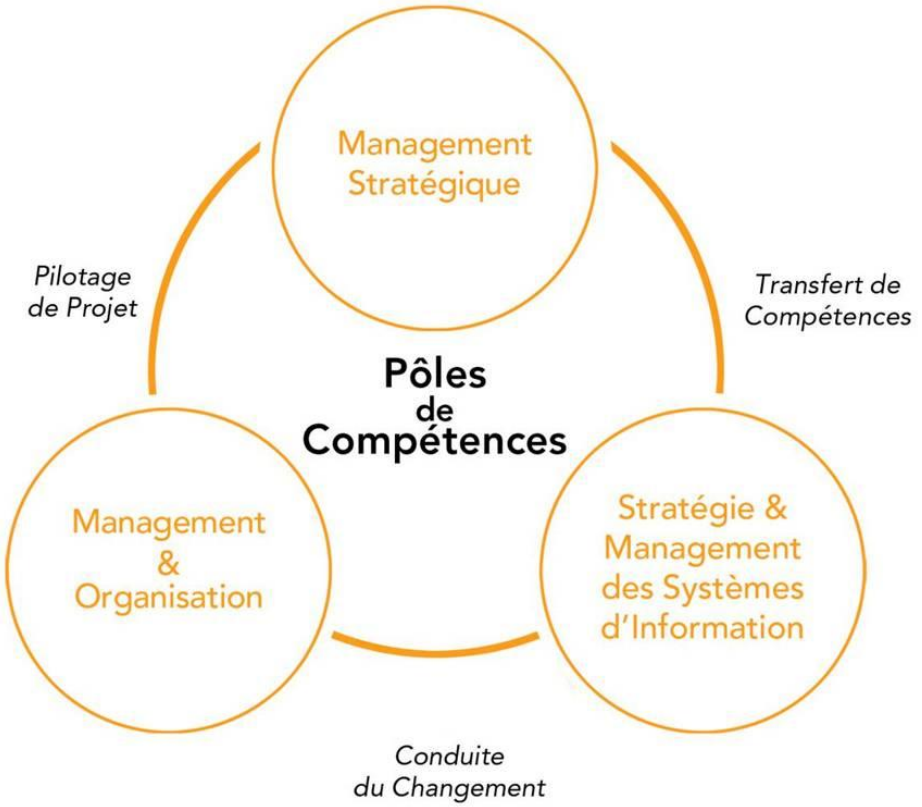 Management
Stratégique
Pilotage
de Projet
Transfert de
Compétences
Pôles
de
Compétences
Management
&
Organisation
Stratégie &
Management
des Systèmes
d’Information
Conduite
du Changement